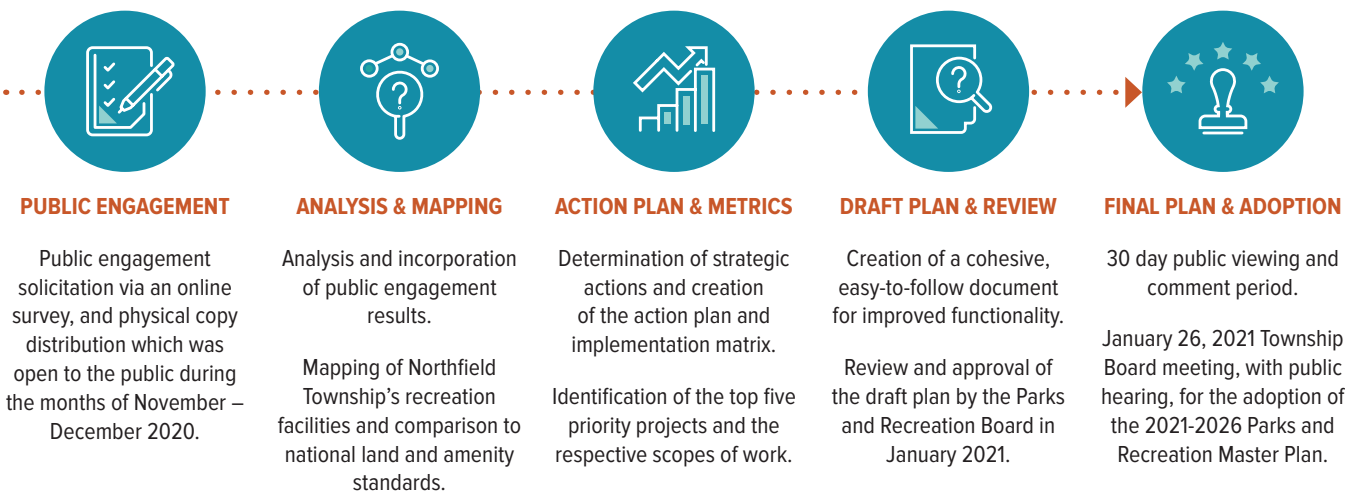 PUBLIC ENGAGEMENT
Public engagement
solicitation via an online
survey, and physical copy
distribution which was
open to the public during
the months of November –
December 2020.
ANALYSIS & MAPPING
Analysis and incorporation
of public engagement
results.
Mapping of Northfield
Township's recreation
facilities and comparison to
national land and amenity
standards.
ACTION PLAN & METRICS
Determination of strategic
actions and creation
of the action plan and
implementation matrix.
Identification of the top five
priority projects and the
respective scopes of work.
DRAFT PLAN & REVIEW
Creation of a cohesive,
easy-to-follow document
for improved functionality.
Review and approval of
the draft plan by the Parks
and Recreation Board in
January 2021.
FINAL PLAN & ADOPTION
30 day public viewing and
comment period.
January 26, 2021 Township
Board meeting, with public
hearing, for the adoption of
the 2021-2026 Parks and
Recreation Master Plan.